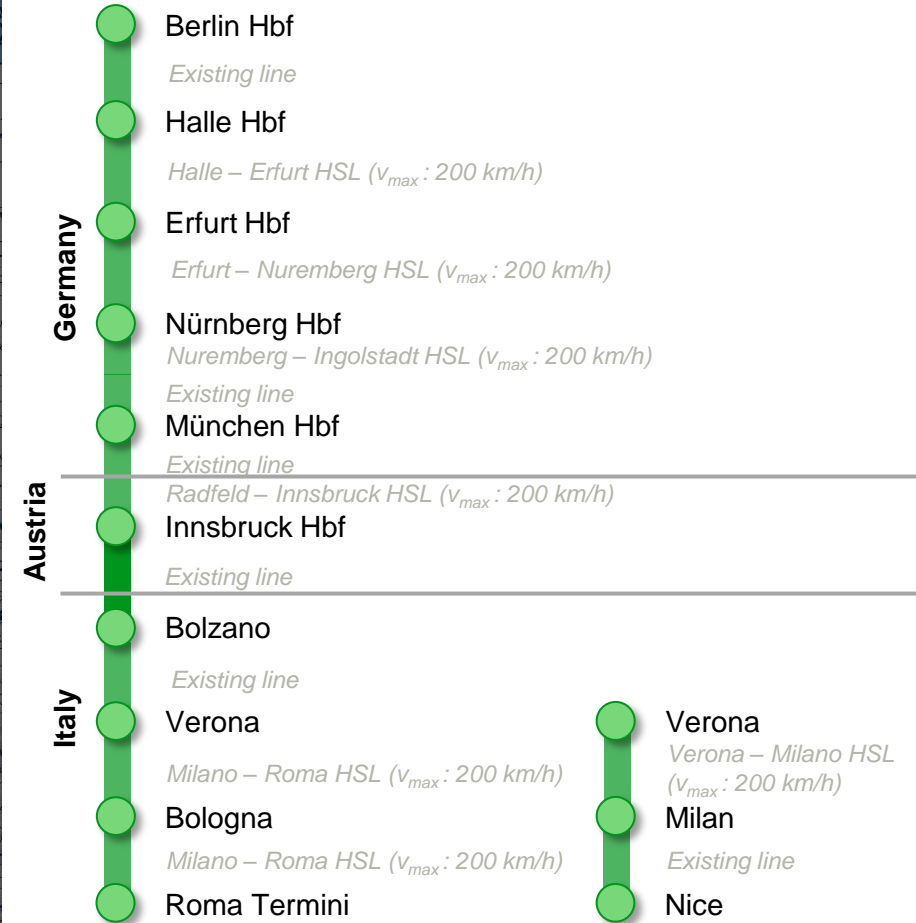 Berlin Hbf
Existing line
Halle Hbf
Halle – Erfurt HSL (vmax : 200 km/h)
Germany
Erfurt Hbf
Erfurt – Nuremberg HSL (vmax : 200 km/h)
Nürnberg Hbf
Nuremberg – Ingolstadt HSL (vmax : 200 km/h)
Existing line
München Hbf
Existing line
Austria
Radfeld – Innsbruck HSL (vmax : 200 km/h)
Innsbruck Hbf
Existing line
Italy
Bolzano
Existing line
Verona
Milano – Roma HSL (vmax : 200 km/h)
Bologna
Milano – Roma HSL (vmax : 200 km/h)
Roma Termini
Verona
Verona – Milano HSL
(vmax : 200 km/h)
Milan
Existing line
Nice